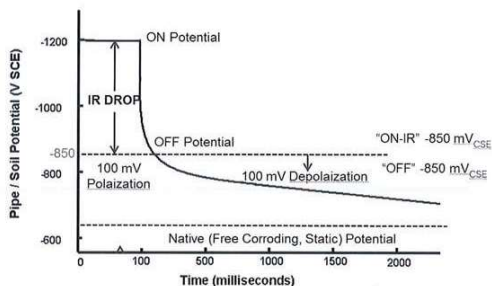 Pipe / Soil Potential (V SCE)
-1200
-1000
-850
-800
-600
ON Potential
IR DROP
OFF Potential
"ON-IR" -850 mVCSE
100 mV
Polaization
100 mV Depolaization
"OFF" -850 mVCSE
Native (Free Corroding, Static) Potential
0 100 500 1000 1500 2000
Time (milliseconds)